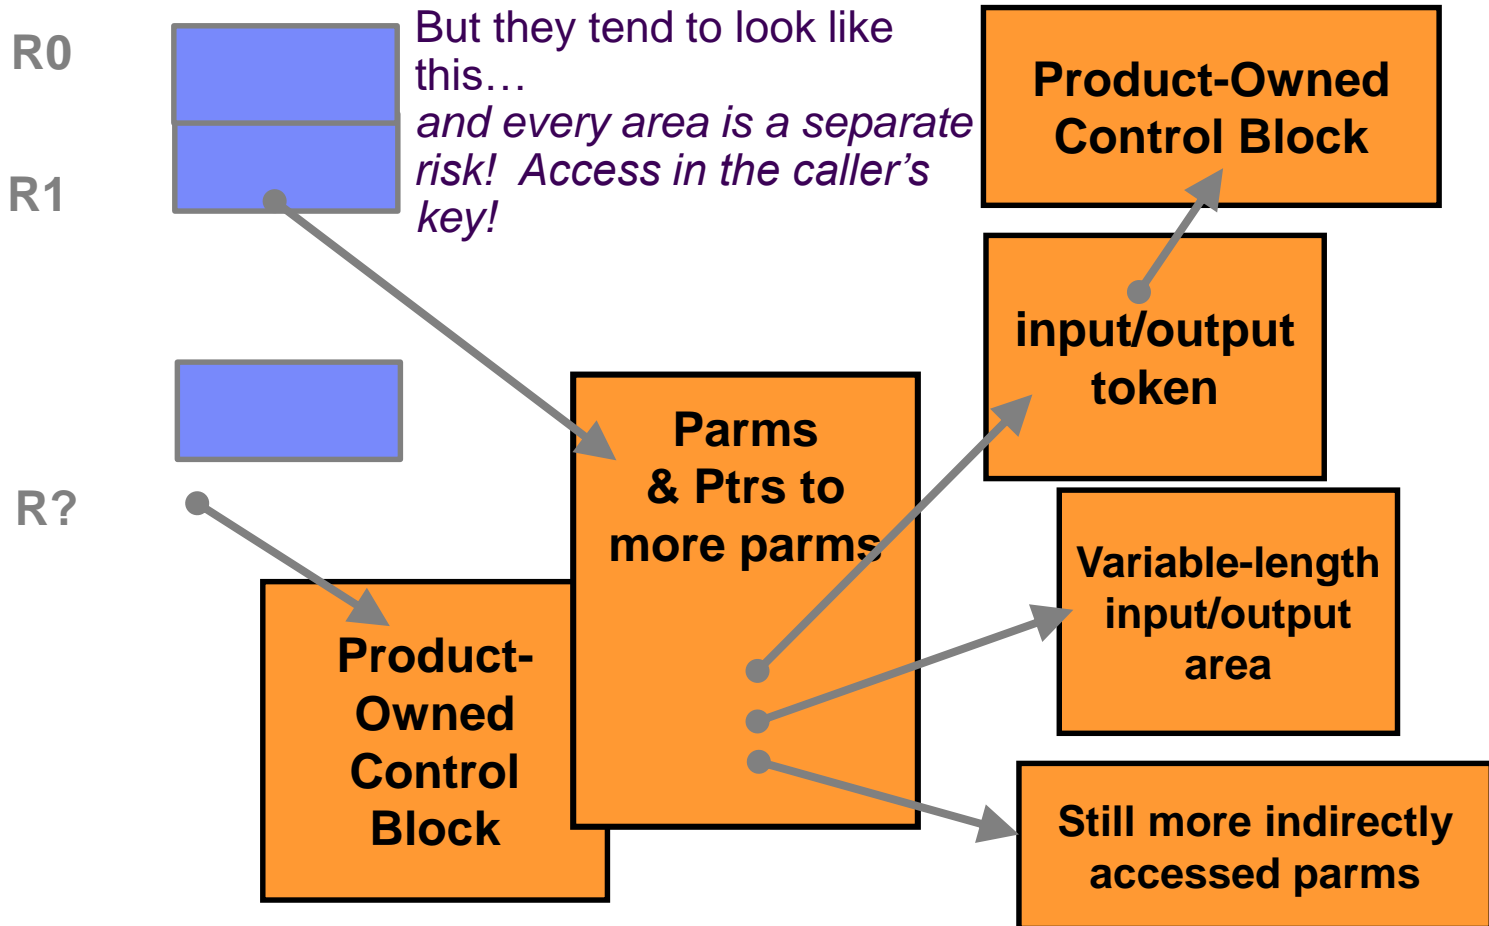 R0
But they tend to look like
this…
and every area is a separate
risk!  Access in the caller's
key!
R1
Product-Owned
Control Block
input/output
token
Parms
& Ptrs to
more parms
R?
Variable-length
input/output
area
Product-
Owned
Control
Block
Still more indirectly
accessed parms